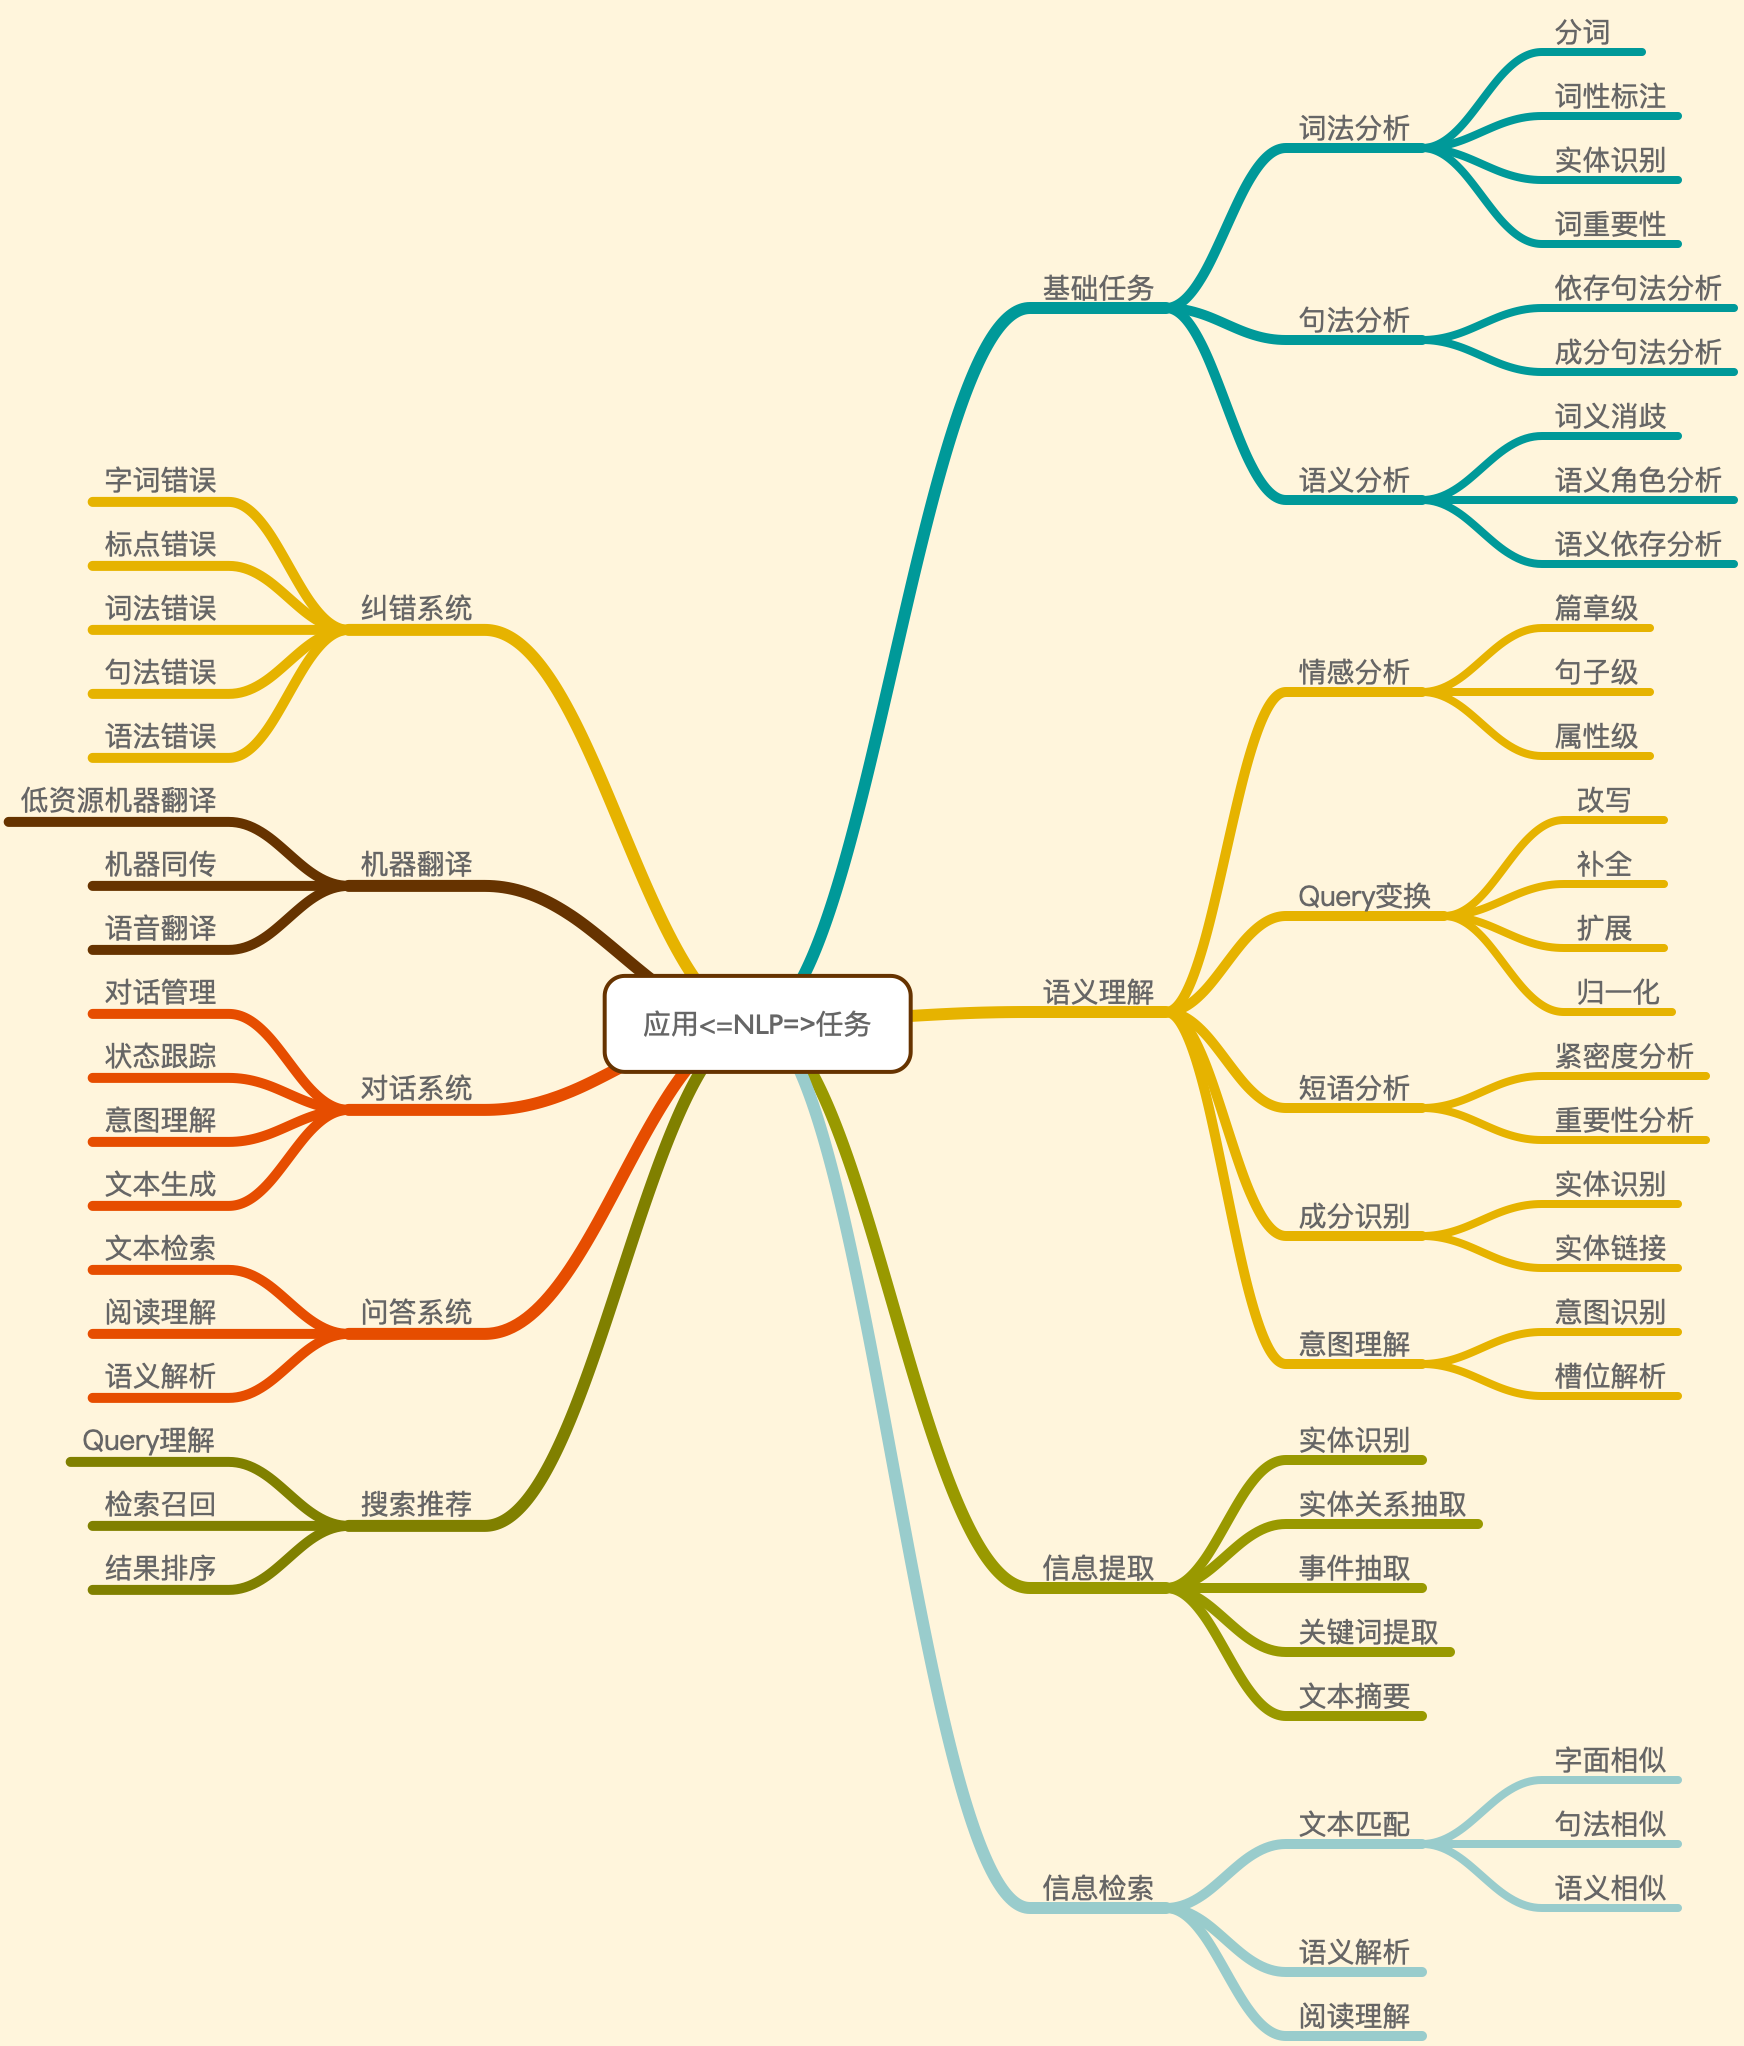 应用<=NLP=>任务
基础任务
词法分析
分词
词性标注
实体识别
词重要性
句法分析
依存句法分析
成分句法分析
语义分析
词义消歧
语义角色分析
语义依存分析
语义理解
情感分析
篇章级
句子级
属性级
Query变换
改写
补全
扩展
归一化
短语分析
紧密度分析
重要性分析
成分识别
实体识别
实体链接
意图理解
意图识别
槽位解析
信息提取
实体识别
实体关系抽取
事件抽取
关键词提取
文本摘要
信息检索
文本匹配
字面相似
句法相似
语义相似
语义解析
阅读理解
纠错系统
字词错误
标点错误
词法错误
句法错误
语法错误
机器翻译
低资源机器翻译
机器同传
语音翻译
对话系统
对话管理
状态跟踪
意图理解
文本生成
问答系统
文本检索
阅读理解
语义解析
搜索推荐
Query理解
检索召回
结果排序